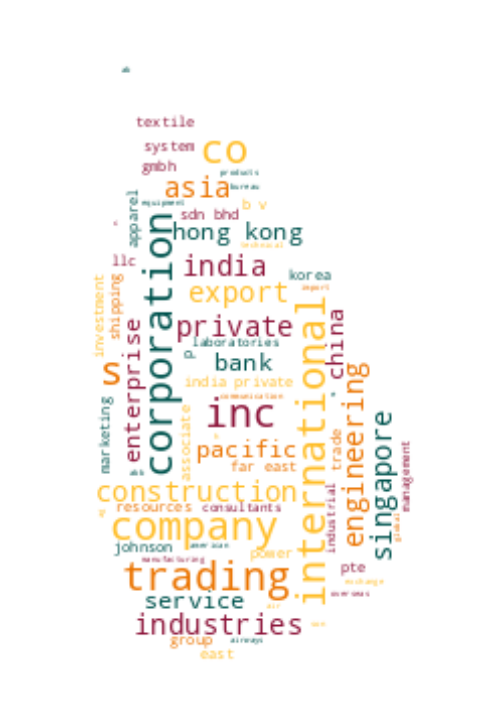 textile
system
co
gmbh
products
asia
bureau
equipment
b v
apparel
sdn bhd
hong kong
technical
llc
india
korea
investment
shipping
export
import
corporation
private
china
enterprise
laboratories
p
bank
s
india private
communication
international
marketing
associate
inc
engineering
singapore
pacific
trade
far east
management
construction
resources
consultants
industrial
global
company
johnson
american
power
manufacturing
pte
trading
exchange
overseas
service
air
industries
group
airways
east